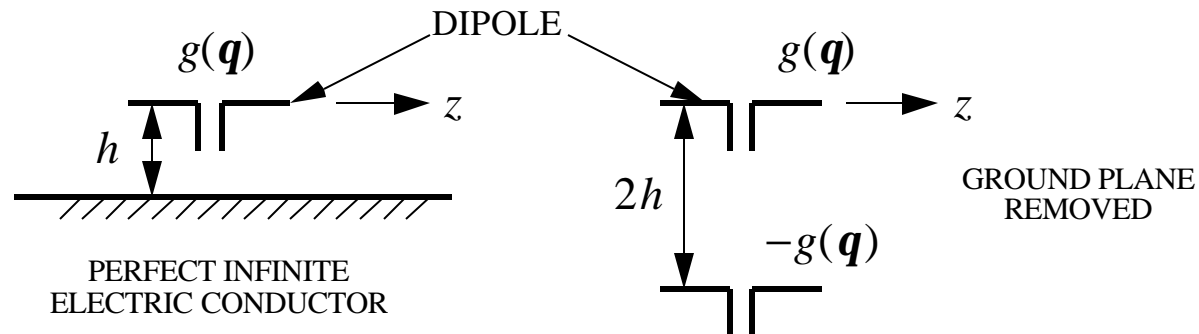 DIPOLE
g(q)
g(q)
z
z
h
2h
GROUND PLANE
REMOVED
-g(q)
PERFECT INFINITE
ELECTRIC CONDUCTOR